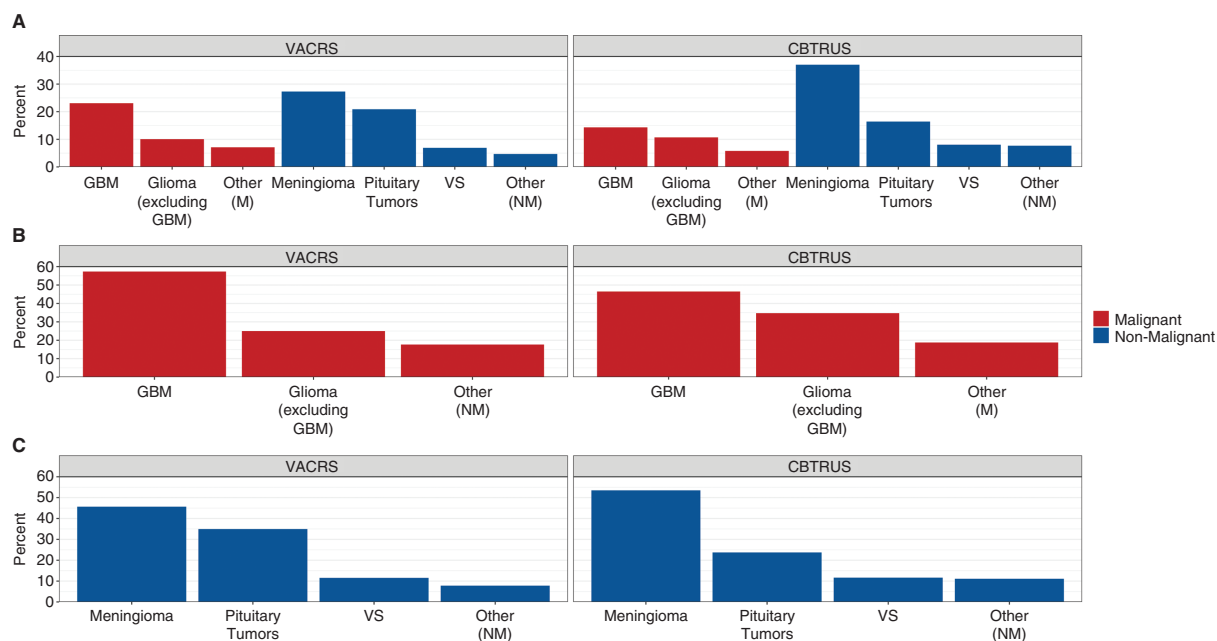 A
VACRS
CBTRUS
Percent
40
30
20
10
0
GBM
Glioma
(excluding
GBM)
Other
(M)
Meningioma
Pituitary
Tumors
VS
Other
(NM)
GBM
Glioma
(excluding
GBM)
Other
(M)
Meningioma
Pituitary
Tumors
VS
Other
(NM)
B
VACRS
CBTRUS
Percent
60
50
40
30
20
10
0
GBM
Glioma
(excluding
GBM)
Other
(NM)
GBM
Glioma
(excluding
GBM)
Other
(M)
Malignant
Non-Malignant
C
VACRS
CBTRUS
Percent
60
50
40
30
20
10
0
Meningioma
Pituitary
Tumors
VS
Other
(NM)
Meningioma
Pituitary
Tumors
VS
Other
(NM)